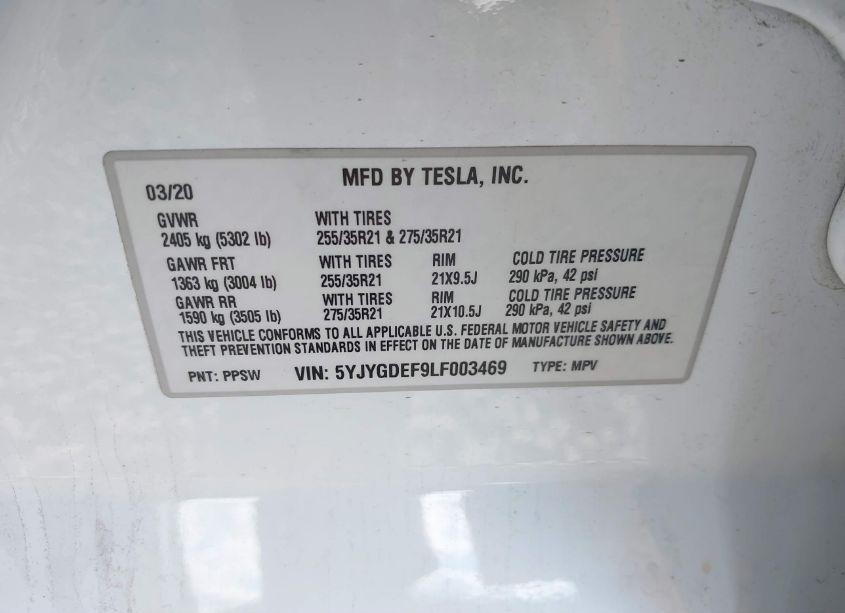 MFD BY TESLA, INC.
03/20
GVWR WITH TIRES
2405 kg (5302 lb) 255/35R21 & 275/35R21
GAWR FRT WITH TIRES RIM COLD TIRE PRESSURE
1363 kg (3004 lb) 255/35R21 21X9.5J 290 kPa, 42 psi
GAWR RR WITH TIRES RIM COLD TIRE PRESSURE
1590 kg (3505 lb) 275/35R21 21X10.5J 290 kPa, 42 psi
THIS VEHICLE CONFORMS TO ALL APPLICABLE U.S. FEDERAL MOTOR VEHICLE SAFETY AND
THEFT PREVENTION STANDARDS IN EFFECT ON THE DATE OF MANUFACTURE SHOWN ABOVE.
PNT: PPSW VIN: 5YJYGDEF9LF003469 TYPE: MPV